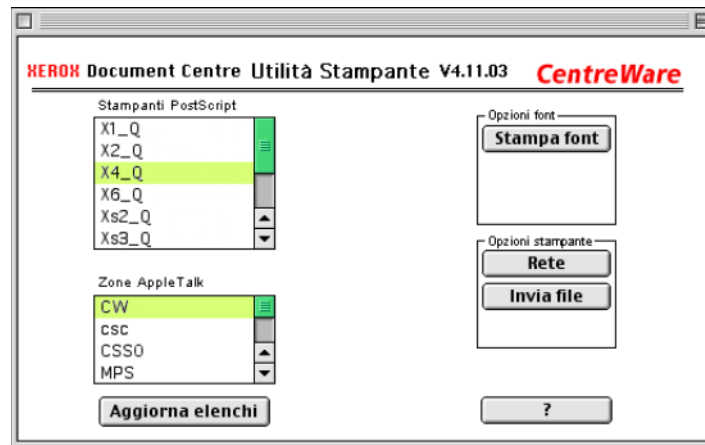 XEROX Document Centre Utilità Stampante V4.11.03 CentreWare
Stampanti PostScript
X1_Q
X2_Q
X4_Q
X6_Q
Xs2_Q
Xs3_Q
Zone AppleTalk
CW
csc
CSSO
MPS
Aggiorna elenchi
Opzioni font
Stampa font
Opzioni stampante
Rete
Invia file
?